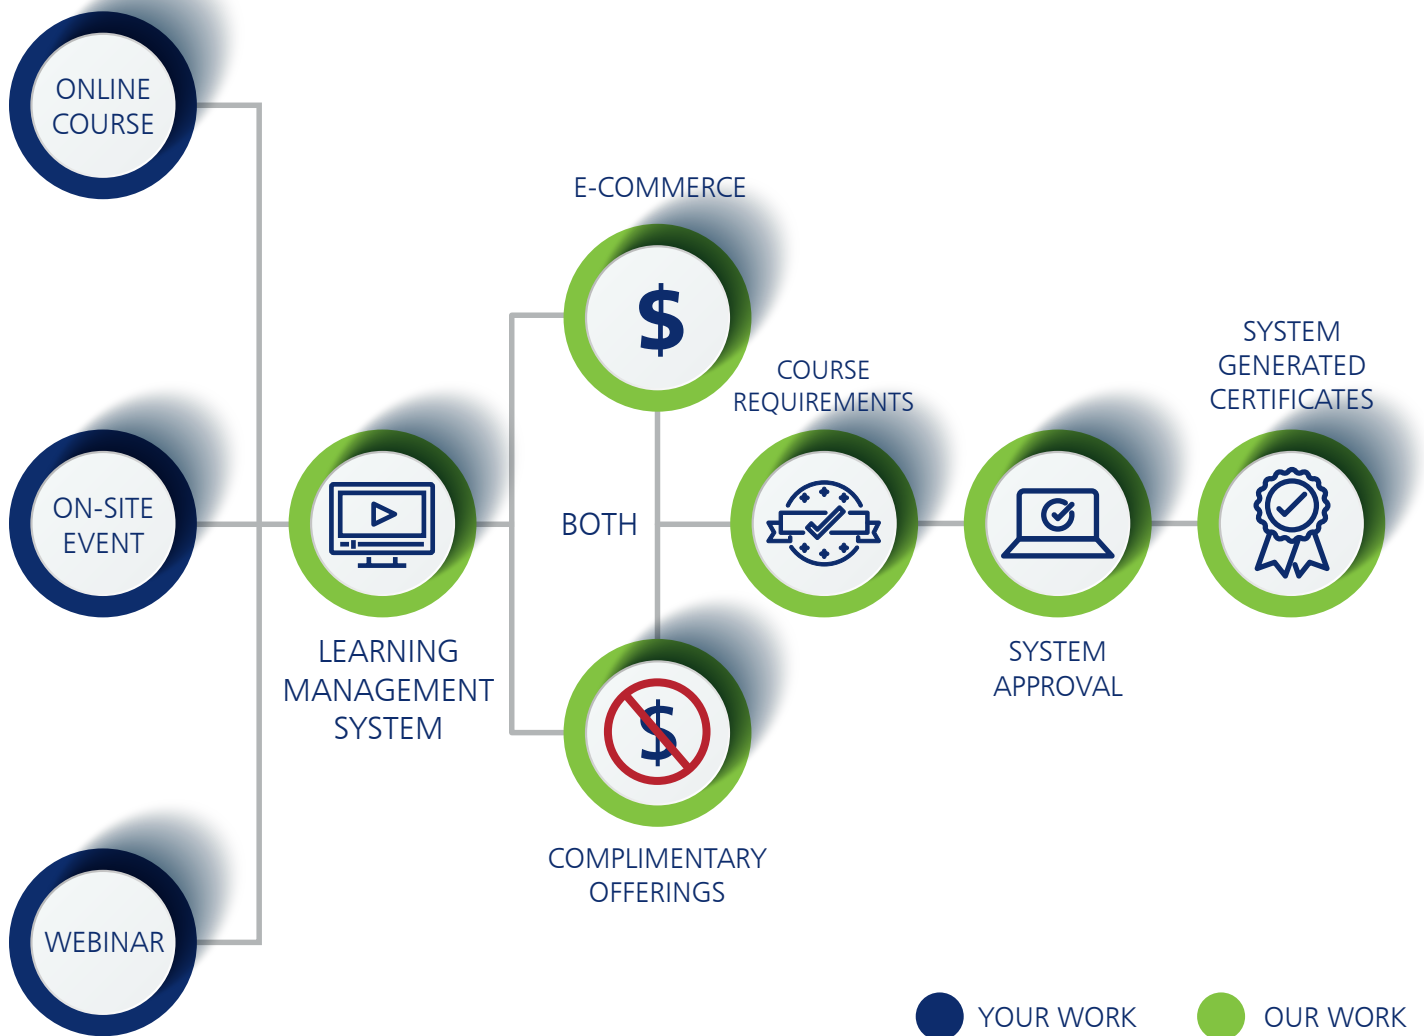 ONLINE
COURSE
E-COMMERCE
$
COURSE
REQUIREMENTS
SYSTEM
GENERATED
CERTIFICATES
ON-SITE
EVENT
BOTH
LEARNING
MANAGEMENT
SYSTEM
SYSTEM
APPROVAL
$
COMPLIMENTARY
OFFERINGS
WEBINAR
YOUR WORK
OUR WORK